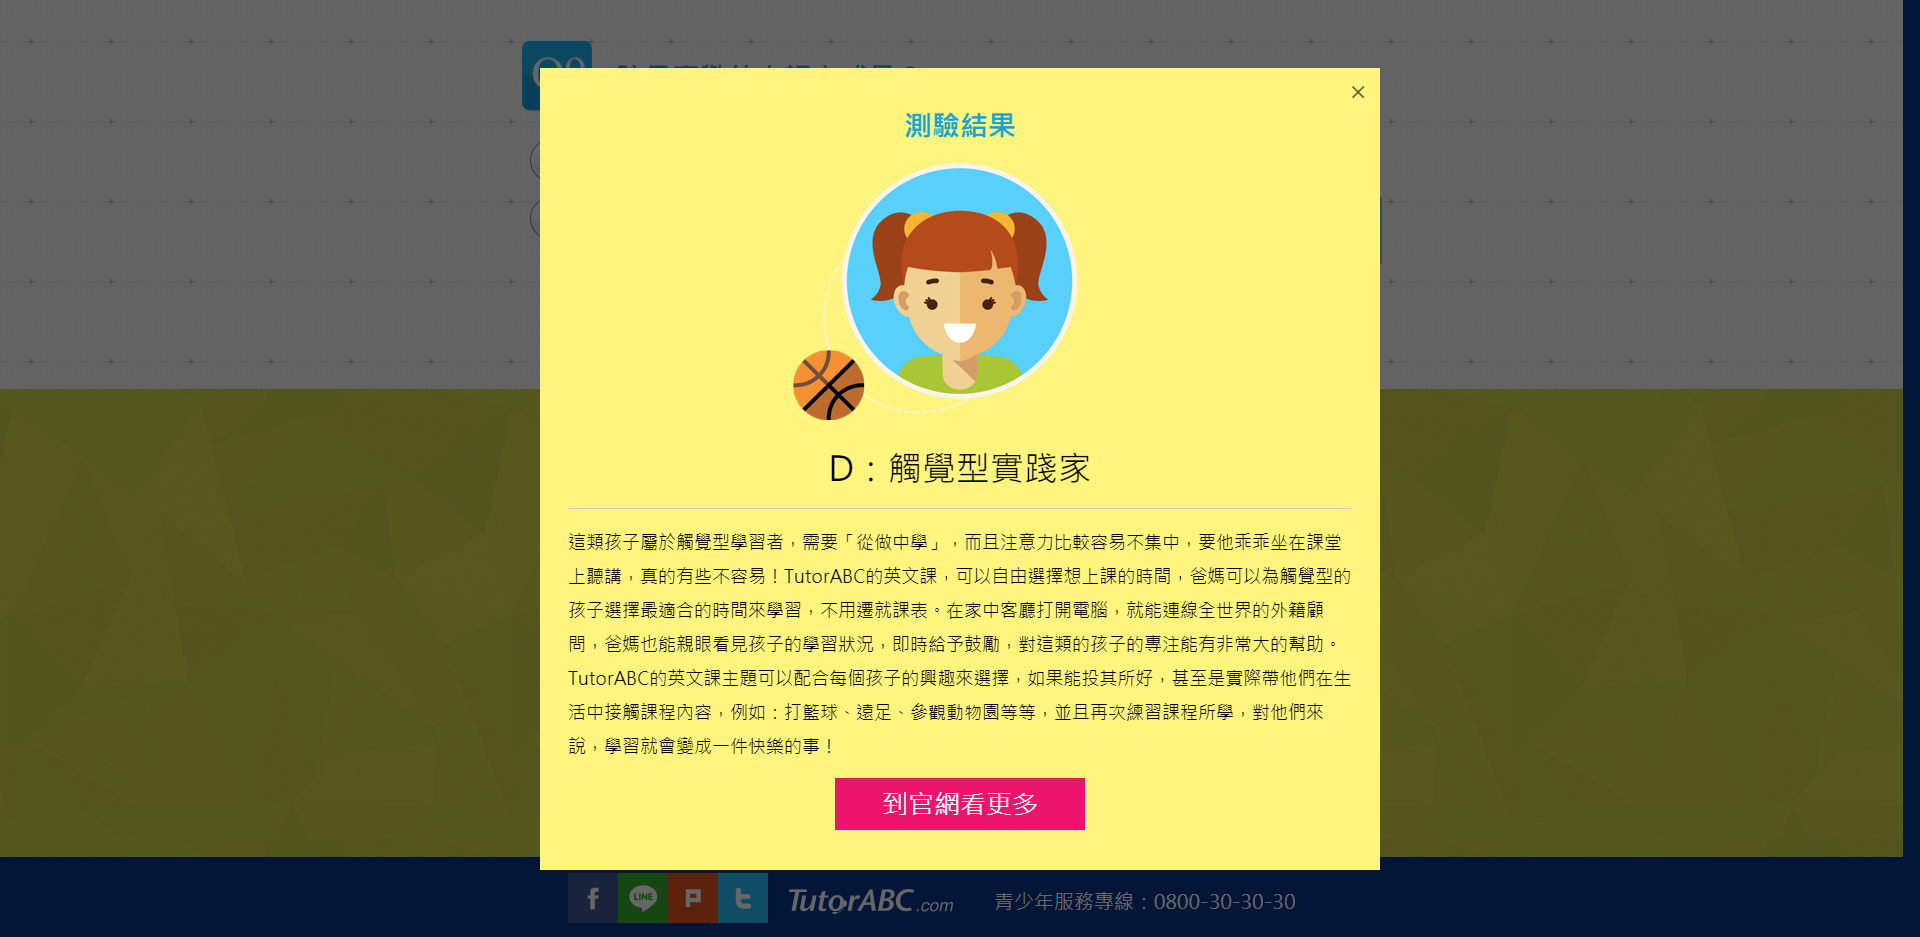 測驗結果
D：觸覺型實踐家
這類孩子屬於觸覺型學習者，需要「從做中學」，而且注意力比較容易不集中，要他乖乖坐在課堂
上聽講，真的有些不容易！TutorABC的英文課，可以自由選擇想上課的時間，爸媽可以為觸覺型的
孩子選擇最適合的時間來學習，不用遷就課表。在家中客廳打開電腦，就能連線全世界的外籍顧
問，爸媽也能親眼看見孩子的學習狀況，即時給予鼓勵，對這類的孩子的專注能有非常大的幫助。
TutorABC的英文課主題可以配合每個孩子的興趣來選擇，如果能投其所好，甚至是實際帶他們在生
活中接觸課程內容，例如：打籃球、遠足、參觀動物園等等，並且再次練習課程所學，對他們來
說，學習就會變成一件快樂的事！
到官網看更多
LINE
TutorABC.com
青少年服務專線：0800-30-30-30